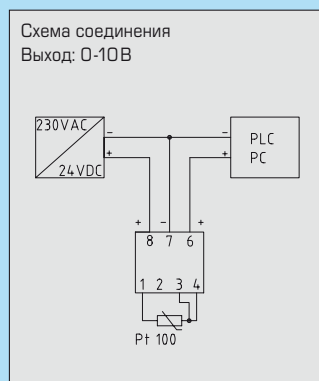 Схема соединения
Выход: 0-10В
230VAC
24VDC
-
+
-
+
PLC
PC
+ - +
8 7 6
1 2 3 4
Pt 100